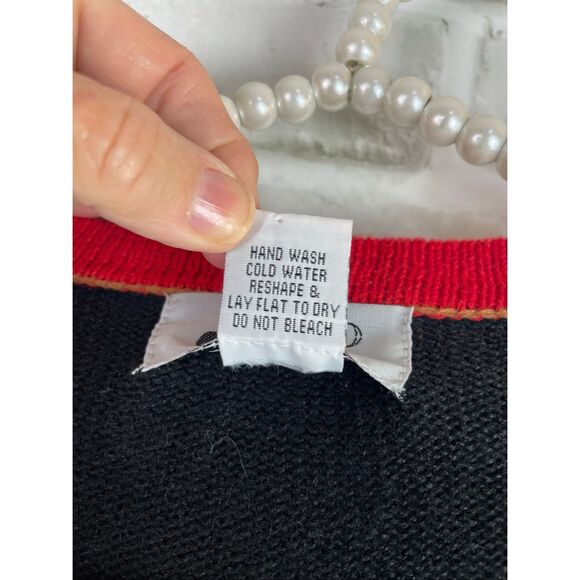 HAND WASH
COLD WATER
RESHAPE &
LAY FLAT TO DRY
DO NOT BLEACH